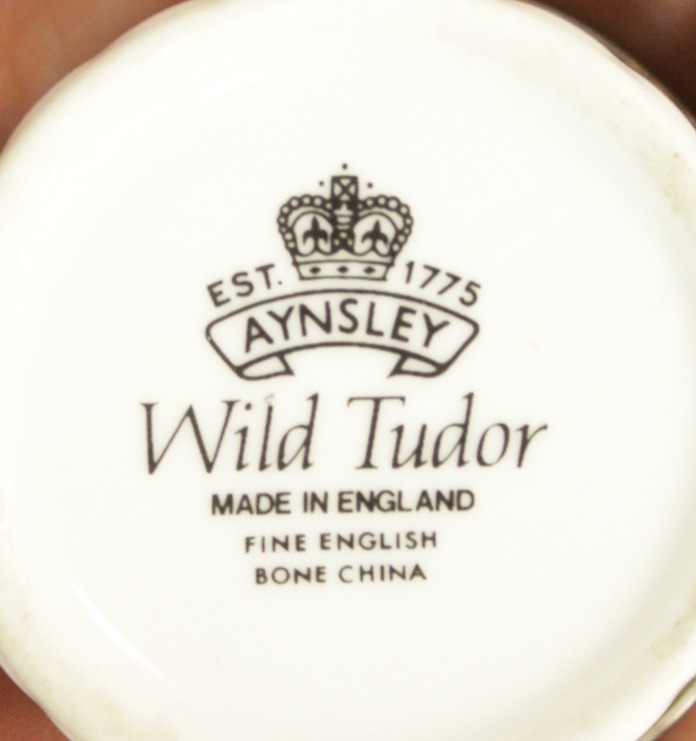 EST. 1775
AYNSLEY
Wild Tudor
MADE IN ENGLAND
FINE ENGLISH
BONE CHINA